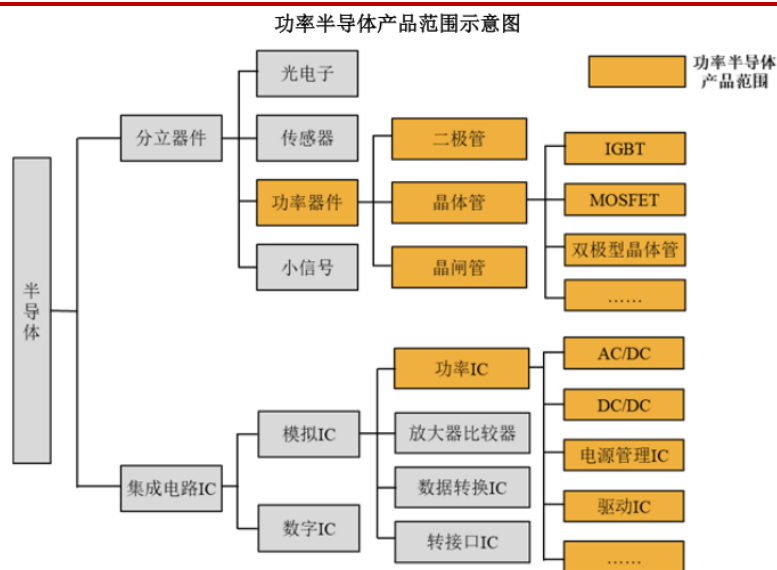 功率半导体产品范围示意图
功率半导体
产品范围
半导体
分立器件
光电子
传感器
功率器件
小信号
二极管
晶体管
晶闸管
IGBT
MOSFET
双极型晶体管
……
集成电路IC
模拟IC
数字IC
功率IC
放大器比较器
数据转换IC
转接口IC
AC/DC
DC/DC
电源管理IC
驱动IC
……